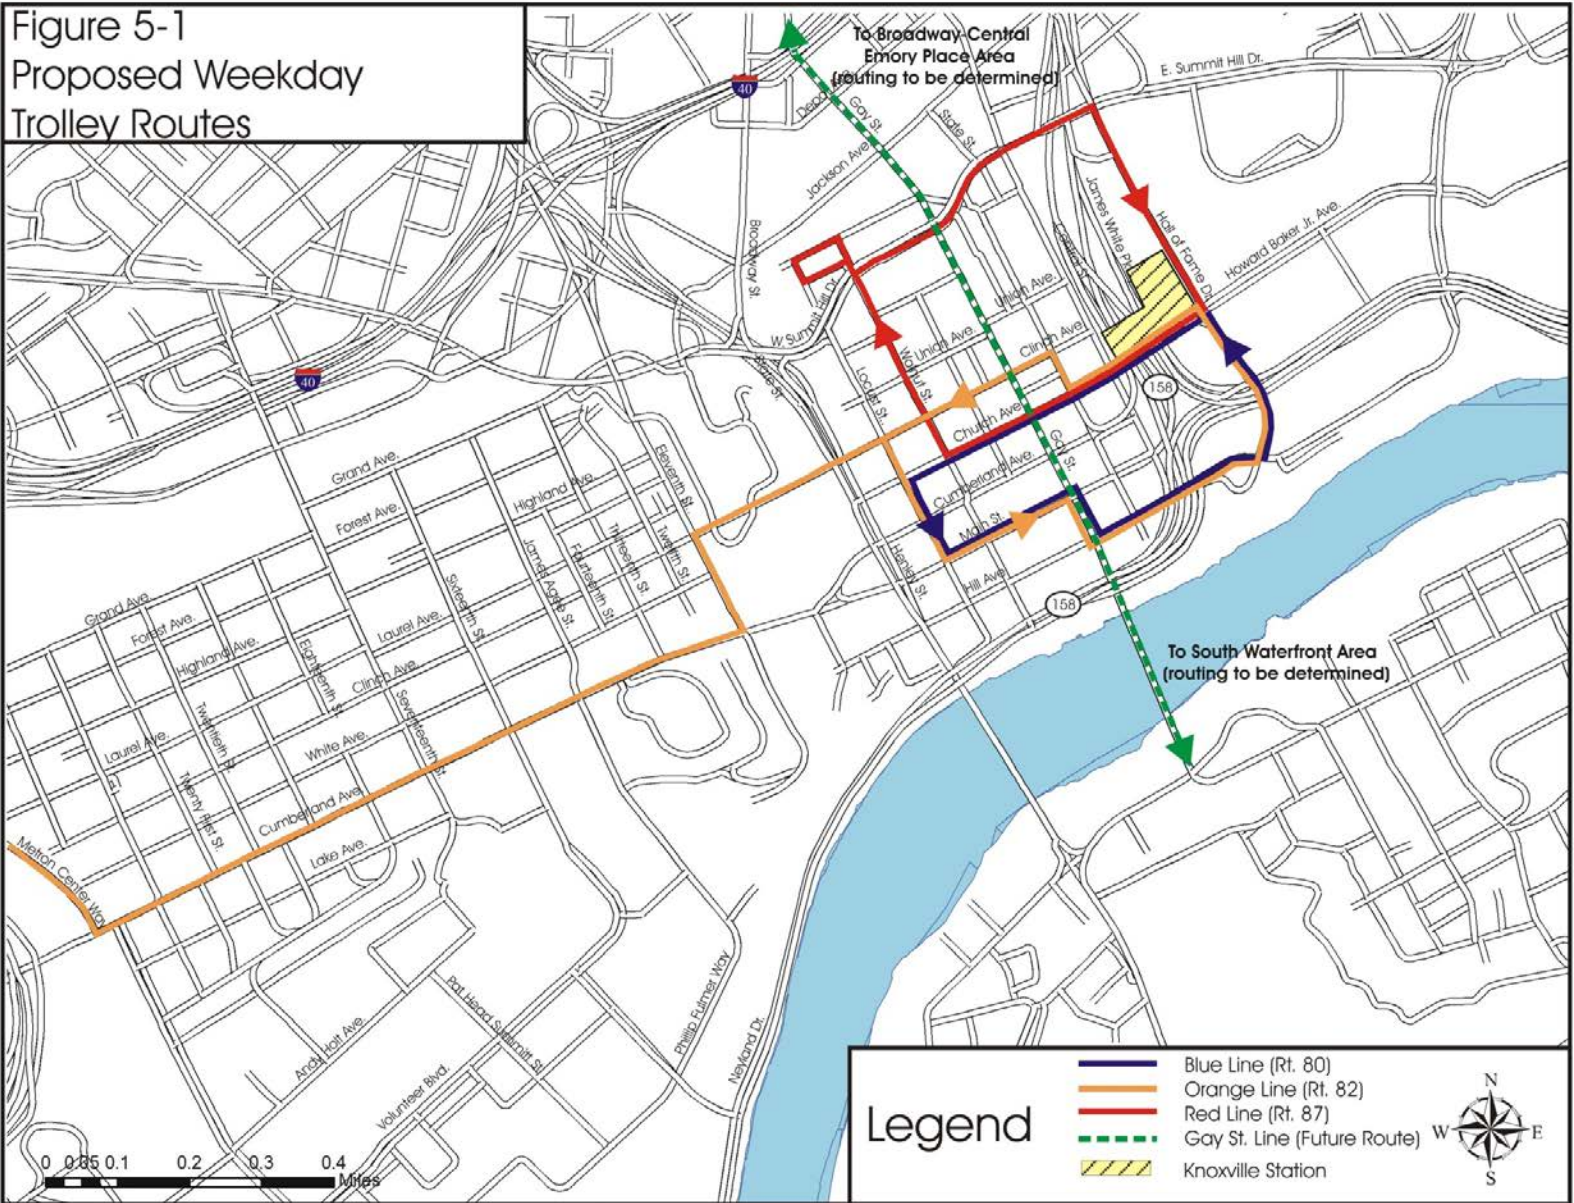 Figure 5-1
Proposed Weekday
Trolley Routes
To Broadway-Central
Emory Place Area
(routing to be determined)
E. Summit Hill Dr.
40
Gay St.
State St.
Jackson Ave.
James White Pk
Hall of Fame Dr.
Howard Baker Jr. Ave.
Broadway St.
Central St.
Union Ave.
W Summit Hill Dr.
W Union Ave.
Clinch Ave.
Walnut St.
Locust St.
158
40
Church Ave.
Gay St.
Cumberland Ave.
Main St.
Henley St.
Hill Ave.
158
Grand Ave.
Highland Ave.
Forest Ave.
Eleventh St.
Twelfth St.
Thirteenth St.
Fourteenth St.
James Agee St.
Sixteenth St.
Grand Ave.
Forest Ave.
Highland Ave.
Laurel Ave.
Eighteenth St.
Clinch Ave.
Seventeenth St.
To South Waterfront Area
(routing to be determined)
Laurel Ave.
Twentieth St.
White Ave.
Twenty First St.
Cumberland Ave.
Lake Ave.
Metron Center Way
Pat Head Summitt St.
Phillip Fulmer Way
Andy Holt Ave.
Volunteer Blvd.
Neyland Dr.
0 0.05 0.1 0.2 0.3 0.4
Miles
Legend
Blue Line (Rt. 80)
Orange Line (Rt. 82)
Red Line (Rt. 87)
Gay St. Line (Future Route)
Knoxville Station
N
W E
S